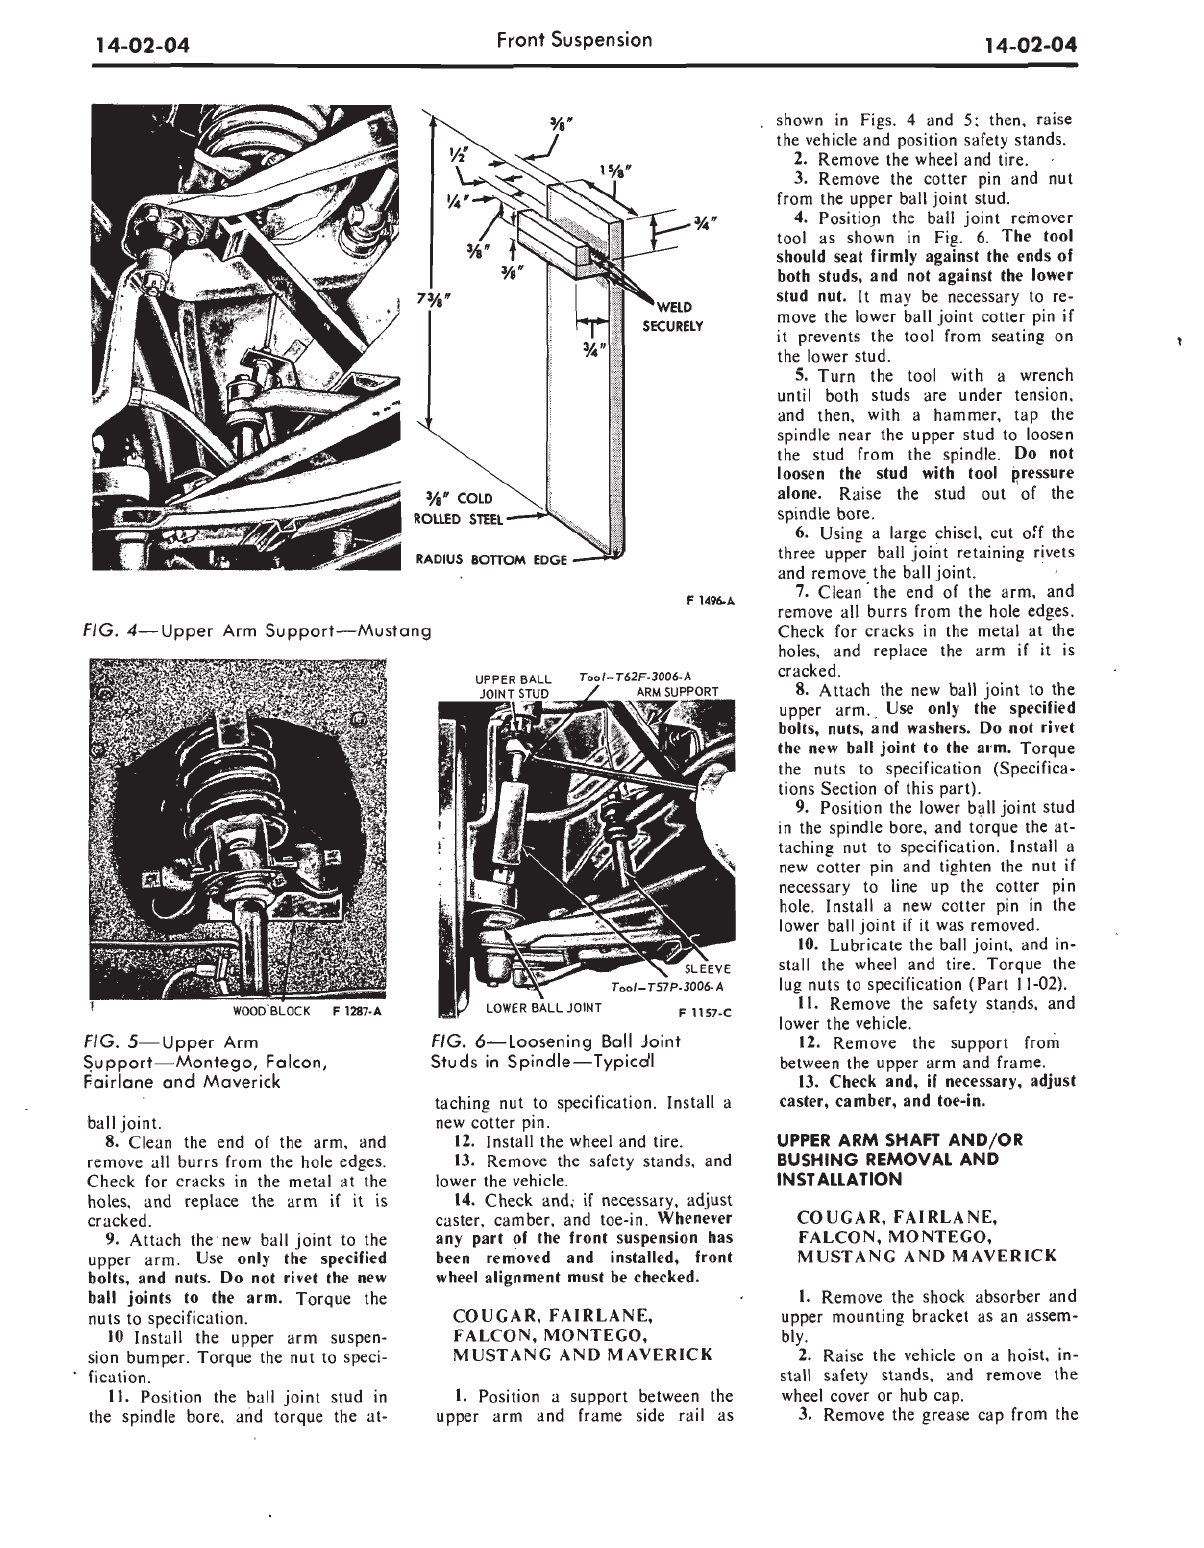 14-02-04
Front Suspension
14-02-04
3/8"
1/2"
1 5/8"
1/4"
3/4"
3/8"
3/8"
7 3/8"
WELD
SECURELY
3/4"
3/8" COLD
ROLLED STEEL
RADIUS BOTTOM EDGE
F 1496-A
FIG. 4—Upper Arm Support—Mustang
WOOD BLOCK
F 1287-A
FIG. 5—Upper Arm
Support—Montego, Falcon,
Fairlane and Maverick
UPPER BALL
JOINT STUD
Tool-T62F-3006-A
ARM SUPPORT
SLEEVE
Tool-T57P-3006-A
LOWER BALL JOINT
F 1157-C
FIG. 6—Loosening Ball Joint
Studs in Spindle—Typical
ball joint.
8. Clean the end of the arm, and
remove all burrs from the hole edges.
Check for cracks in the metal at the
holes, and replace the arm if it is
cracked.
9. Attach the new ball joint to the
upper arm. Use only the specified
bolts, and nuts. Do not rivet the new
ball joints to the arm. Torque the
nuts to specification.
10 Install the upper arm suspen-
sion bumper. Torque the nut to speci-
fication.
11. Position the ball joint stud in
the spindle bore, and torque the at-
taching nut to specification. Install a
new cotter pin.
12. Install the wheel and tire.
13. Remove the safety stands, and
lower the vehicle.
14. Check and, if necessary, adjust
caster, camber, and toe-in. Whenever
any part of the front suspension has
been removed and installed, front
wheel alignment must be checked.
COUGAR, FAIRLANE,
FALCON, MONTEGO,
MUSTANG AND MAVERICK
1. Position a support between the
upper arm and frame side rail as
shown in Figs. 4 and 5; then, raise
the vehicle and position safety stands.
2. Remove the wheel and tire.
3. Remove the cotter pin and nut
from the upper ball joint stud.
4. Position the ball joint remover
tool as shown in Fig. 6. The tool
should seat firmly against the ends of
both studs, and not against the lower
stud nut. It may be necessary to re-
move the lower ball joint cotter pin if
it prevents the tool from seating on
the lower stud.
5. Turn the tool with a wrench
until both studs are under tension,
and then, with a hammer, tap the
spindle near the upper stud to loosen
the stud from the spindle. Do not
loosen the stud with tool pressure
alone. Raise the stud out of the
spindle bore.
6. Using a large chisel, cut off the
three upper ball joint retaining rivets
and remove the ball joint.
7. Clean the end of the arm, and
remove all burrs from the hole edges.
Check for cracks in the metal at the
holes, and replace the arm if it is
cracked.
8. Attach the new ball joint to the
upper arm. Use only the specified
bolts, nuts, and washers. Do not rivet
the new ball joint to the arm. Torque
the nuts to specification (Specifica-
tions Section of this part).
9. Position the lower ball joint stud
in the spindle bore, and torque the at-
taching nut to specification. Install a
new cotter pin and tighten the nut if
necessary to line up the cotter pin
hole. Install a new cotter pin in the
lower ball joint if it was removed.
10. Lubricate the ball joint, and in-
stall the wheel and tire. Torque the
lug nuts to specification (Part 11-02).
11. Remove the safety stands, and
lower the vehicle.
12. Remove the support from
between the upper arm and frame.
13. Check and, if necessary, adjust
caster, camber, and toe-in.
UPPER ARM SHAFT AND/OR
BUSHING REMOVAL AND
INSTALLATION
COUGAR, FAIRLANE,
FALCON, MONTEGO,
MUSTANG AND MAVERICK
1. Remove the shock absorber and
upper mounting bracket as an assem-
bly.
2. Raise the vehicle on a hoist, in-
stall safety stands, and remove the
wheel cover or hub cap.
3. Remove the grease cap from the